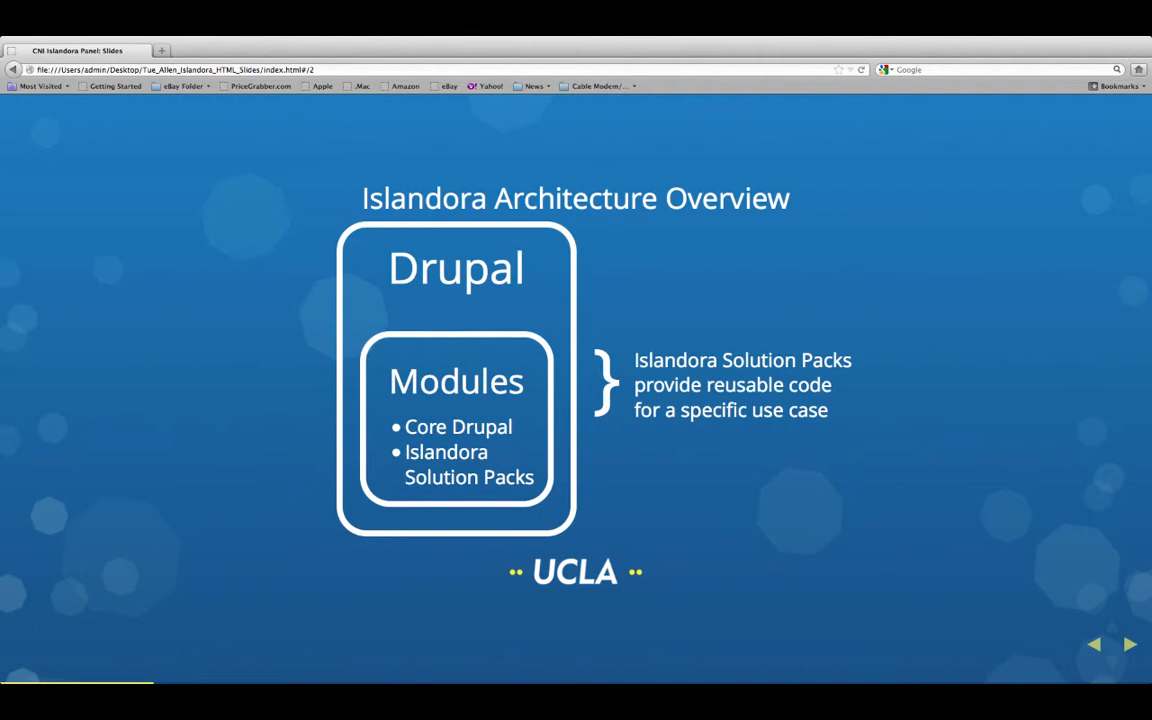 CNI Islandora Panel: Slides
file:///Users/admin/Desktop/Tue_Allen_Islandora_HTML_Slides/index.html#/2
Google
Most Visited
Getting Started
eBay Folder
PriceGrabber.com
Apple
.Mac
Amazon
eBay
Yahoo!
News
Cable Modem/...
Bookmarks
Islandora Architecture Overview
Drupal
Modules
• Core Drupal
• Islandora
Solution Packs
Islandora Solution Packs
provide reusable code
for a specific use case
UCLA